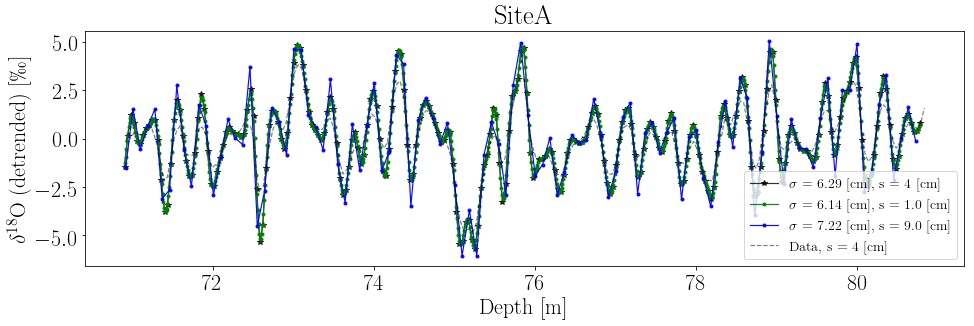 SiteA
δ¹⁸O (detrended) [‰]
5.0
2.5
0.0
−2.5
−5.0
σ = 6.29 [cm], s = 4 [cm]
σ = 6.14 [cm], s = 1.0 [cm]
σ = 7.22 [cm], s = 9.0 [cm]
Data, s = 4 [cm]
72 74 76 78 80
Depth [m]